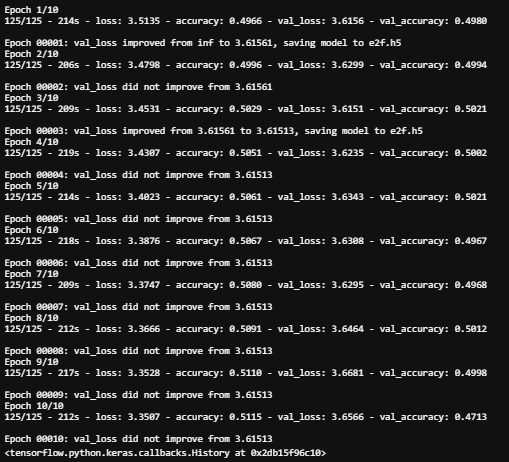 Epoch 1/10
125/125 - 214s - loss: 3.5135 - accuracy: 0.4966 - val_loss: 3.6156 - val_accuracy: 0.4980
Epoch 00001: val_loss improved from inf to 3.61561, saving model to e2f.h5
Epoch 2/10
125/125 - 206s - loss: 3.4798 - accuracy: 0.4996 - val_loss: 3.6299 - val_accuracy: 0.4994
Epoch 00002: val_loss did not improve from 3.61561
Epoch 3/10
125/125 - 209s - loss: 3.4531 - accuracy: 0.5029 - val_loss: 3.6151 - val_accuracy: 0.5021
Epoch 00003: val_loss improved from 3.61561 to 3.61513, saving model to e2f.h5
Epoch 4/10
125/125 - 219s - loss: 3.4307 - accuracy: 0.5051 - val_loss: 3.6235 - val_accuracy: 0.5002
Epoch 00004: val_loss did not improve from 3.61513
Epoch 5/10
125/125 - 214s - loss: 3.4023 - accuracy: 0.5061 - val_loss: 3.6343 - val_accuracy: 0.5021
Epoch 00005: val_loss did not improve from 3.61513
Epoch 6/10
125/125 - 218s - loss: 3.3876 - accuracy: 0.5067 - val_loss: 3.6308 - val_accuracy: 0.4967
Epoch 00006: val_loss did not improve from 3.61513
Epoch 7/10
125/125 - 209s - loss: 3.3747 - accuracy: 0.5080 - val_loss: 3.6295 - val_accuracy: 0.4968
Epoch 00007: val_loss did not improve from 3.61513
Epoch 8/10
125/125 - 212s - loss: 3.3666 - accuracy: 0.5091 - val_loss: 3.6464 - val_accuracy: 0.5012
Epoch 00008: val_loss did not improve from 3.61513
Epoch 9/10
125/125 - 217s - loss: 3.3528 - accuracy: 0.5110 - val_loss: 3.6681 - val_accuracy: 0.4998
Epoch 00009: val_loss did not improve from 3.61513
Epoch 10/10
125/125 - 212s - loss: 3.3507 - accuracy: 0.5115 - val_loss: 3.6566 - val_accuracy: 0.4713
Epoch 00010: val_loss did not improve from 3.61513
<tensorflow.python.keras.callbacks.History at 0x2db15f96c10>